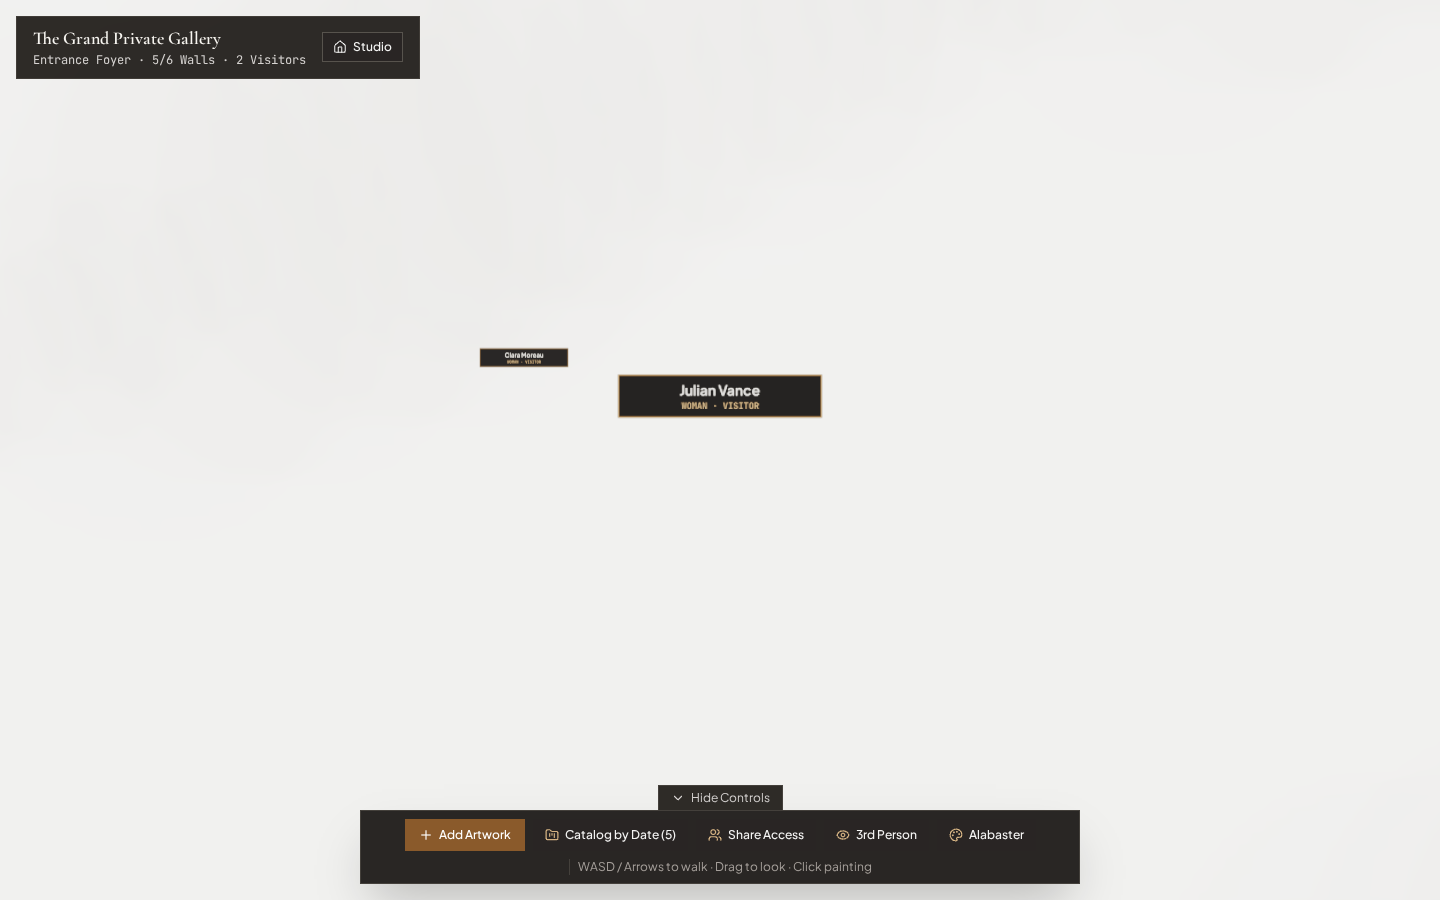 The Grand Private Gallery
Entrance Foyer · 5/6 Walls · 2 Visitors
Studio
Clara Moreau
WOMAN · VISITOR
Julian Vance
WOMAN · VISITOR
Hide Controls
Add Artwork
Catalog by Date (5)
Share Access
3rd Person
Alabaster
WASD / Arrows to walk · Drag to look · Click painting